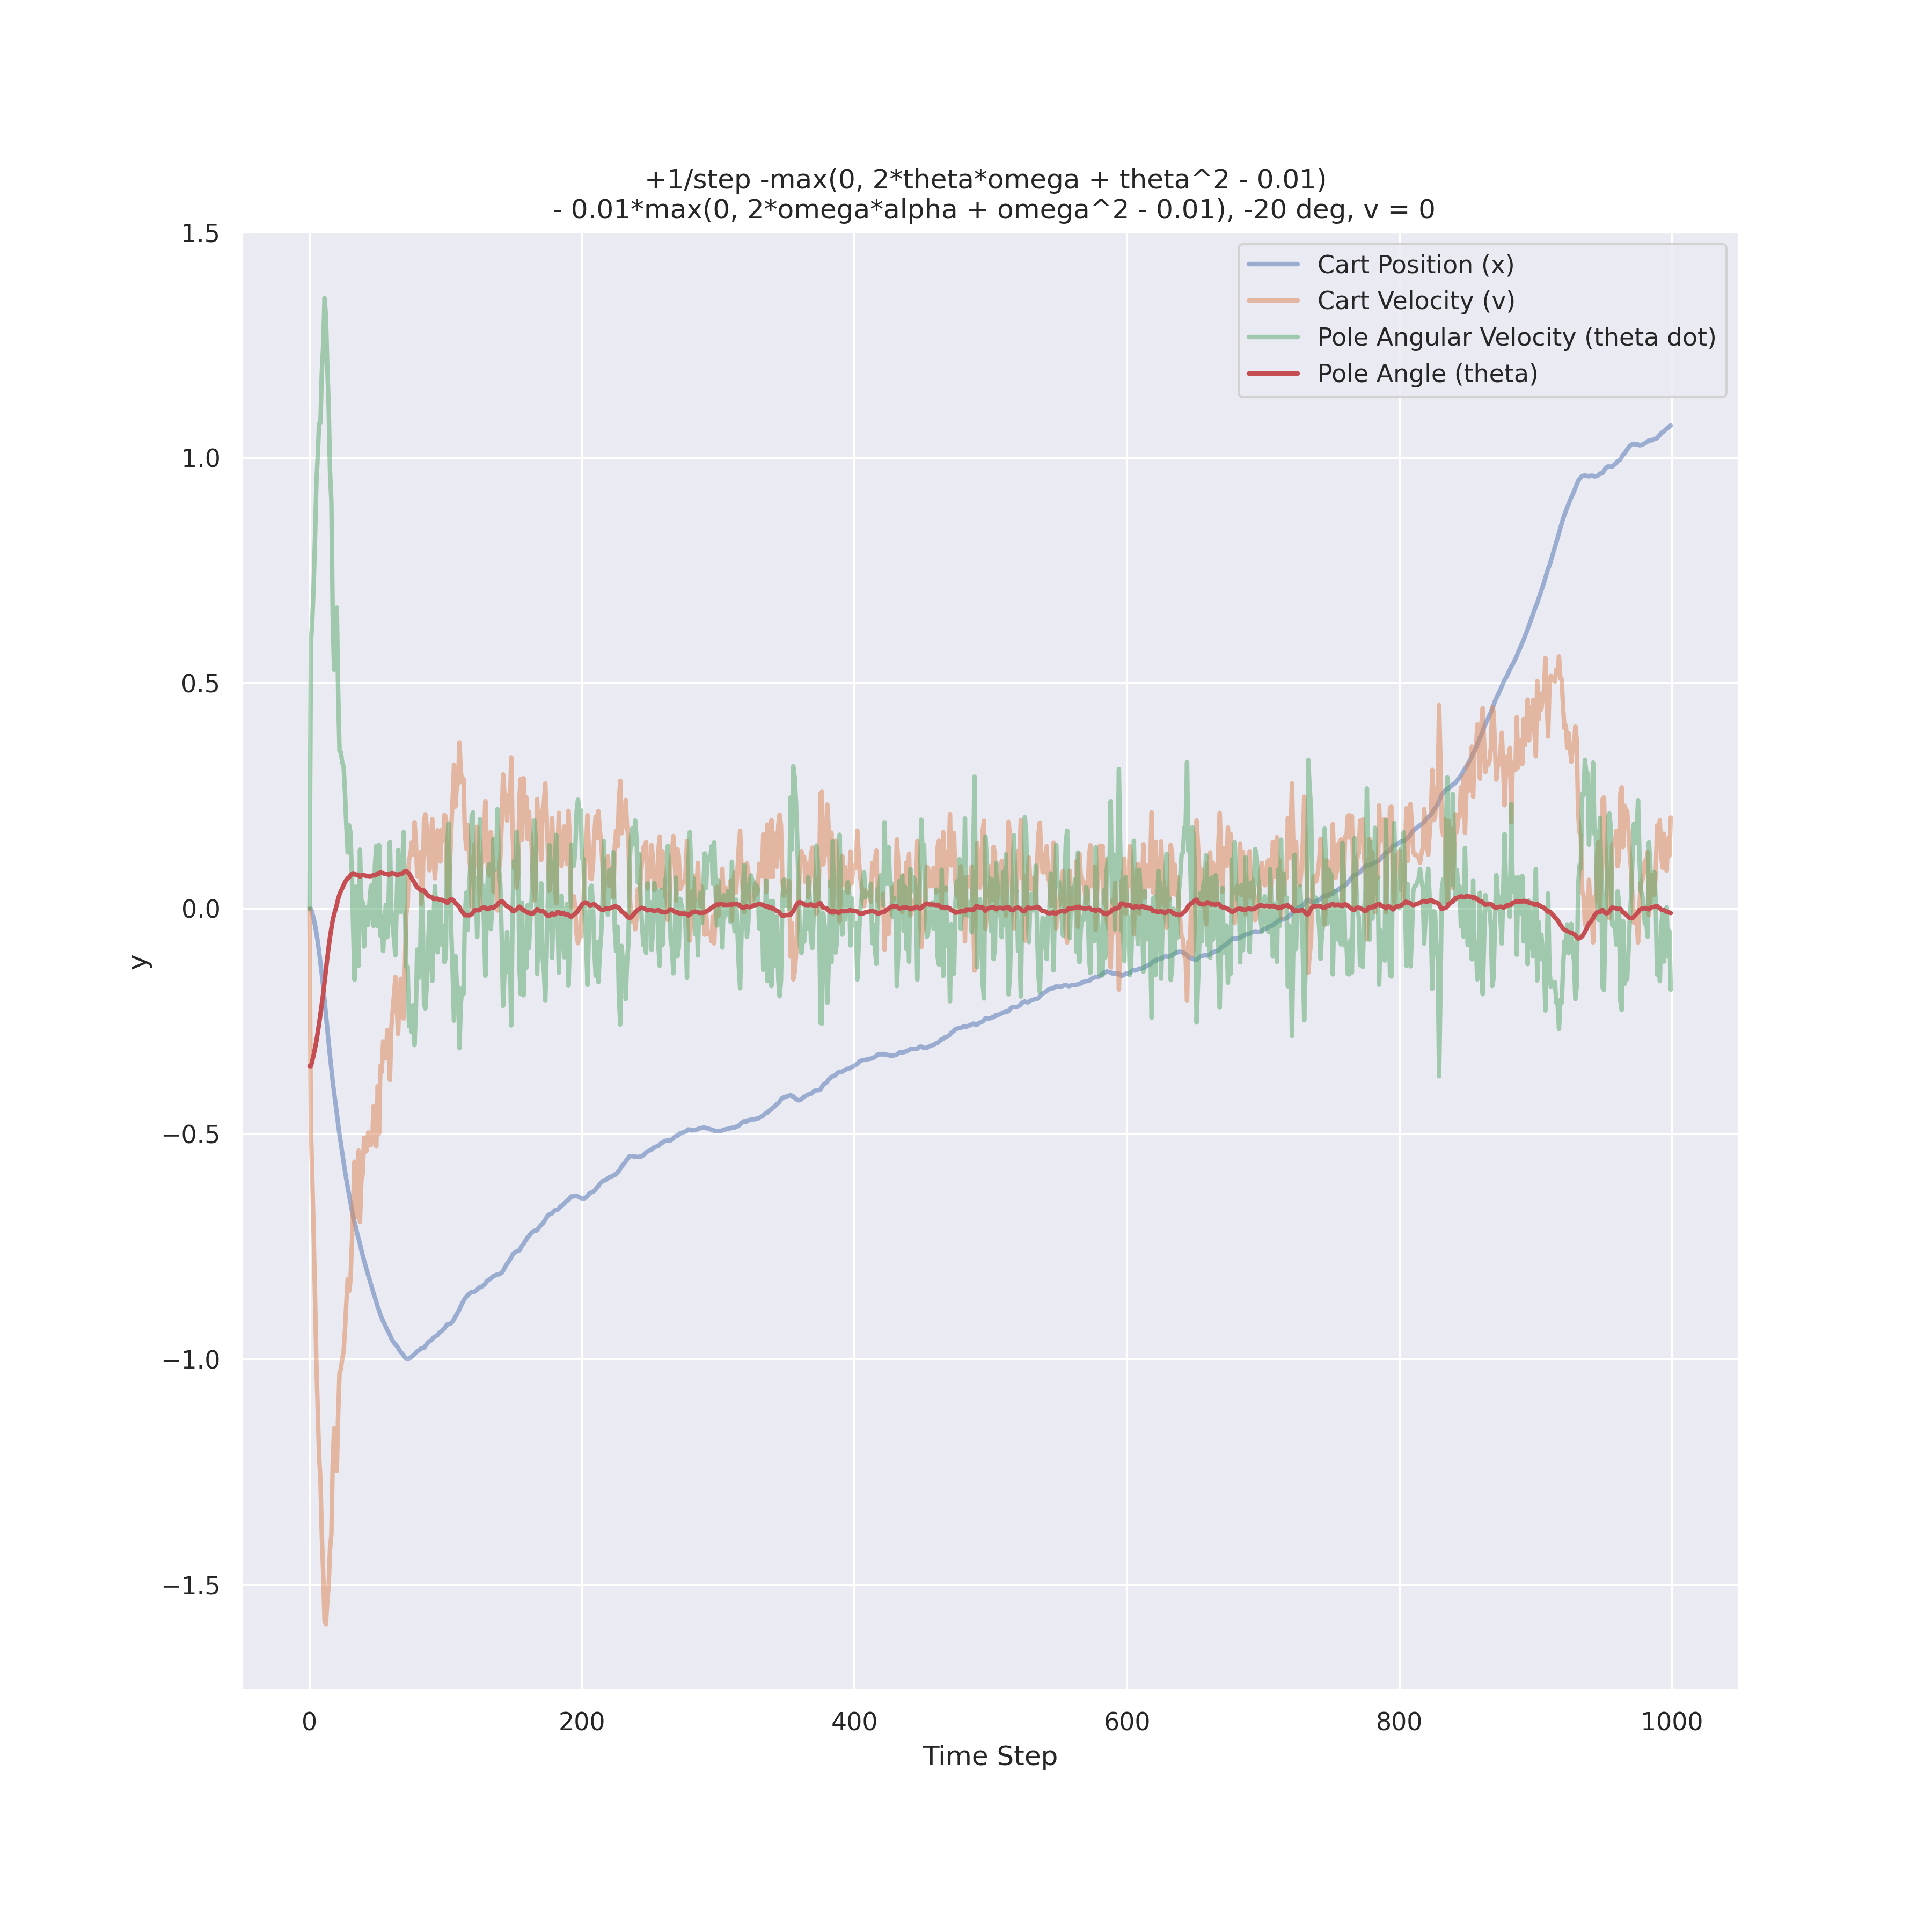 +1/step -max(0, 2*theta*omega + theta^2 - 0.01)
- 0.01*max(0, 2*omega*alpha + omega^2 - 0.01), -20 deg, v = 0
1.5
1.0
0.5
0.0
−0.5
−1.0
−1.5
y
Cart Position (x)
Cart Velocity (v)
Pole Angular Velocity (theta dot)
Pole Angle (theta)
0 200 400 600 800 1000
Time Step